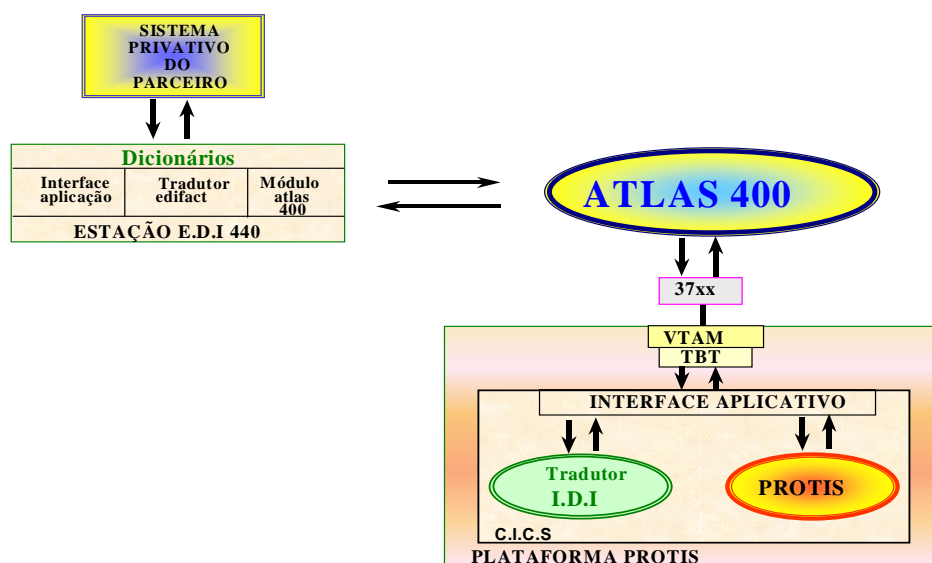 SISTEMA
PRIVATIVO
DO
PARCEIRO
Dicionários
Interface
aplicação
Tradutor
edifact
Módulo
atlas
400
ESTAÇÃO E.D.I 440
ATLAS 400
37xx
VTAM
TBT
INTERFACE APLICATIVO
Tradutor
I.D.I
PROTIS
C.I.C.S
PLATAFORMA PROTIS